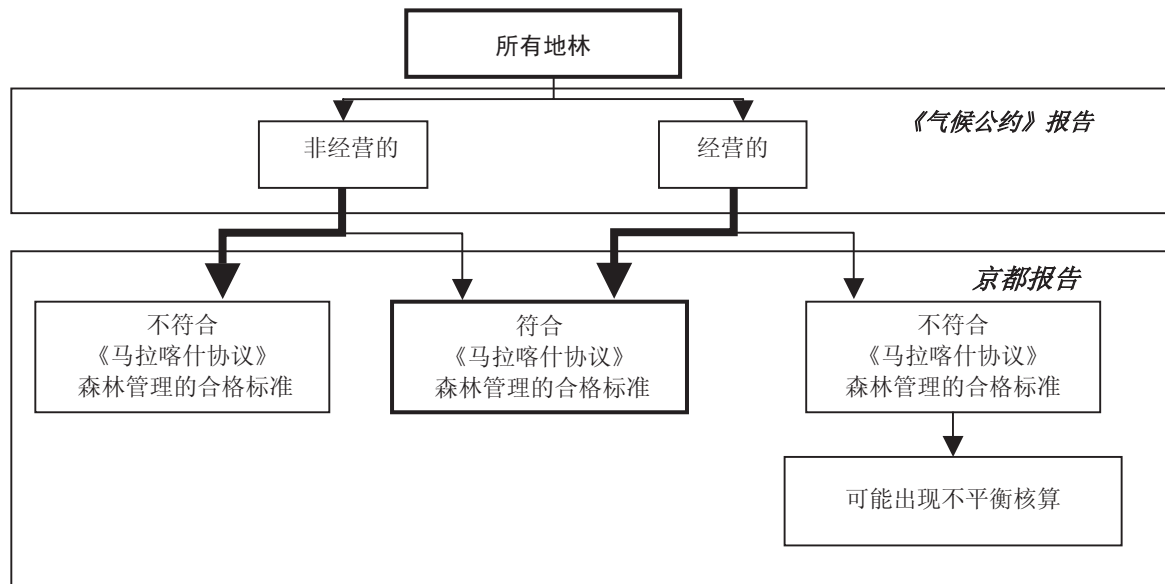 所有地林
《气候公约》报告
非经营的
经营的
京都报告
不符合
《马拉喀什协议》
森林管理的合格标准
符合
《马拉喀什协议》
森林管理的合格标准
不符合
《马拉喀什协议》
森林管理的合格标准
可能出现不平衡核算